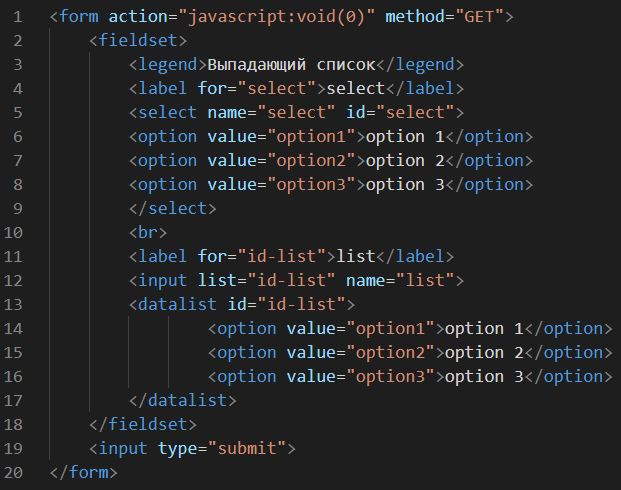 1 <form action="javascript:void(0)" method="GET">
2 <fieldset>
3 <legend>Выпадающий список</legend>
4 <label for="select">select</label>
5 <select name="select" id="select">
6 <option value="option1">option 1</option>
7 <option value="option2">option 2</option>
8 <option value="option3">option 3</option>
9 </select>
10 <br>
11 <label for="id-list">list</label>
12 <input list="id-list" name="list">
13 <datalist id="id-list">
14 <option value="option1">option 1</option>
15 <option value="option2">option 2</option>
16 <option value="option3">option 3</option>
17 </datalist>
18 </fieldset>
19 <input type="submit">
20 </form>